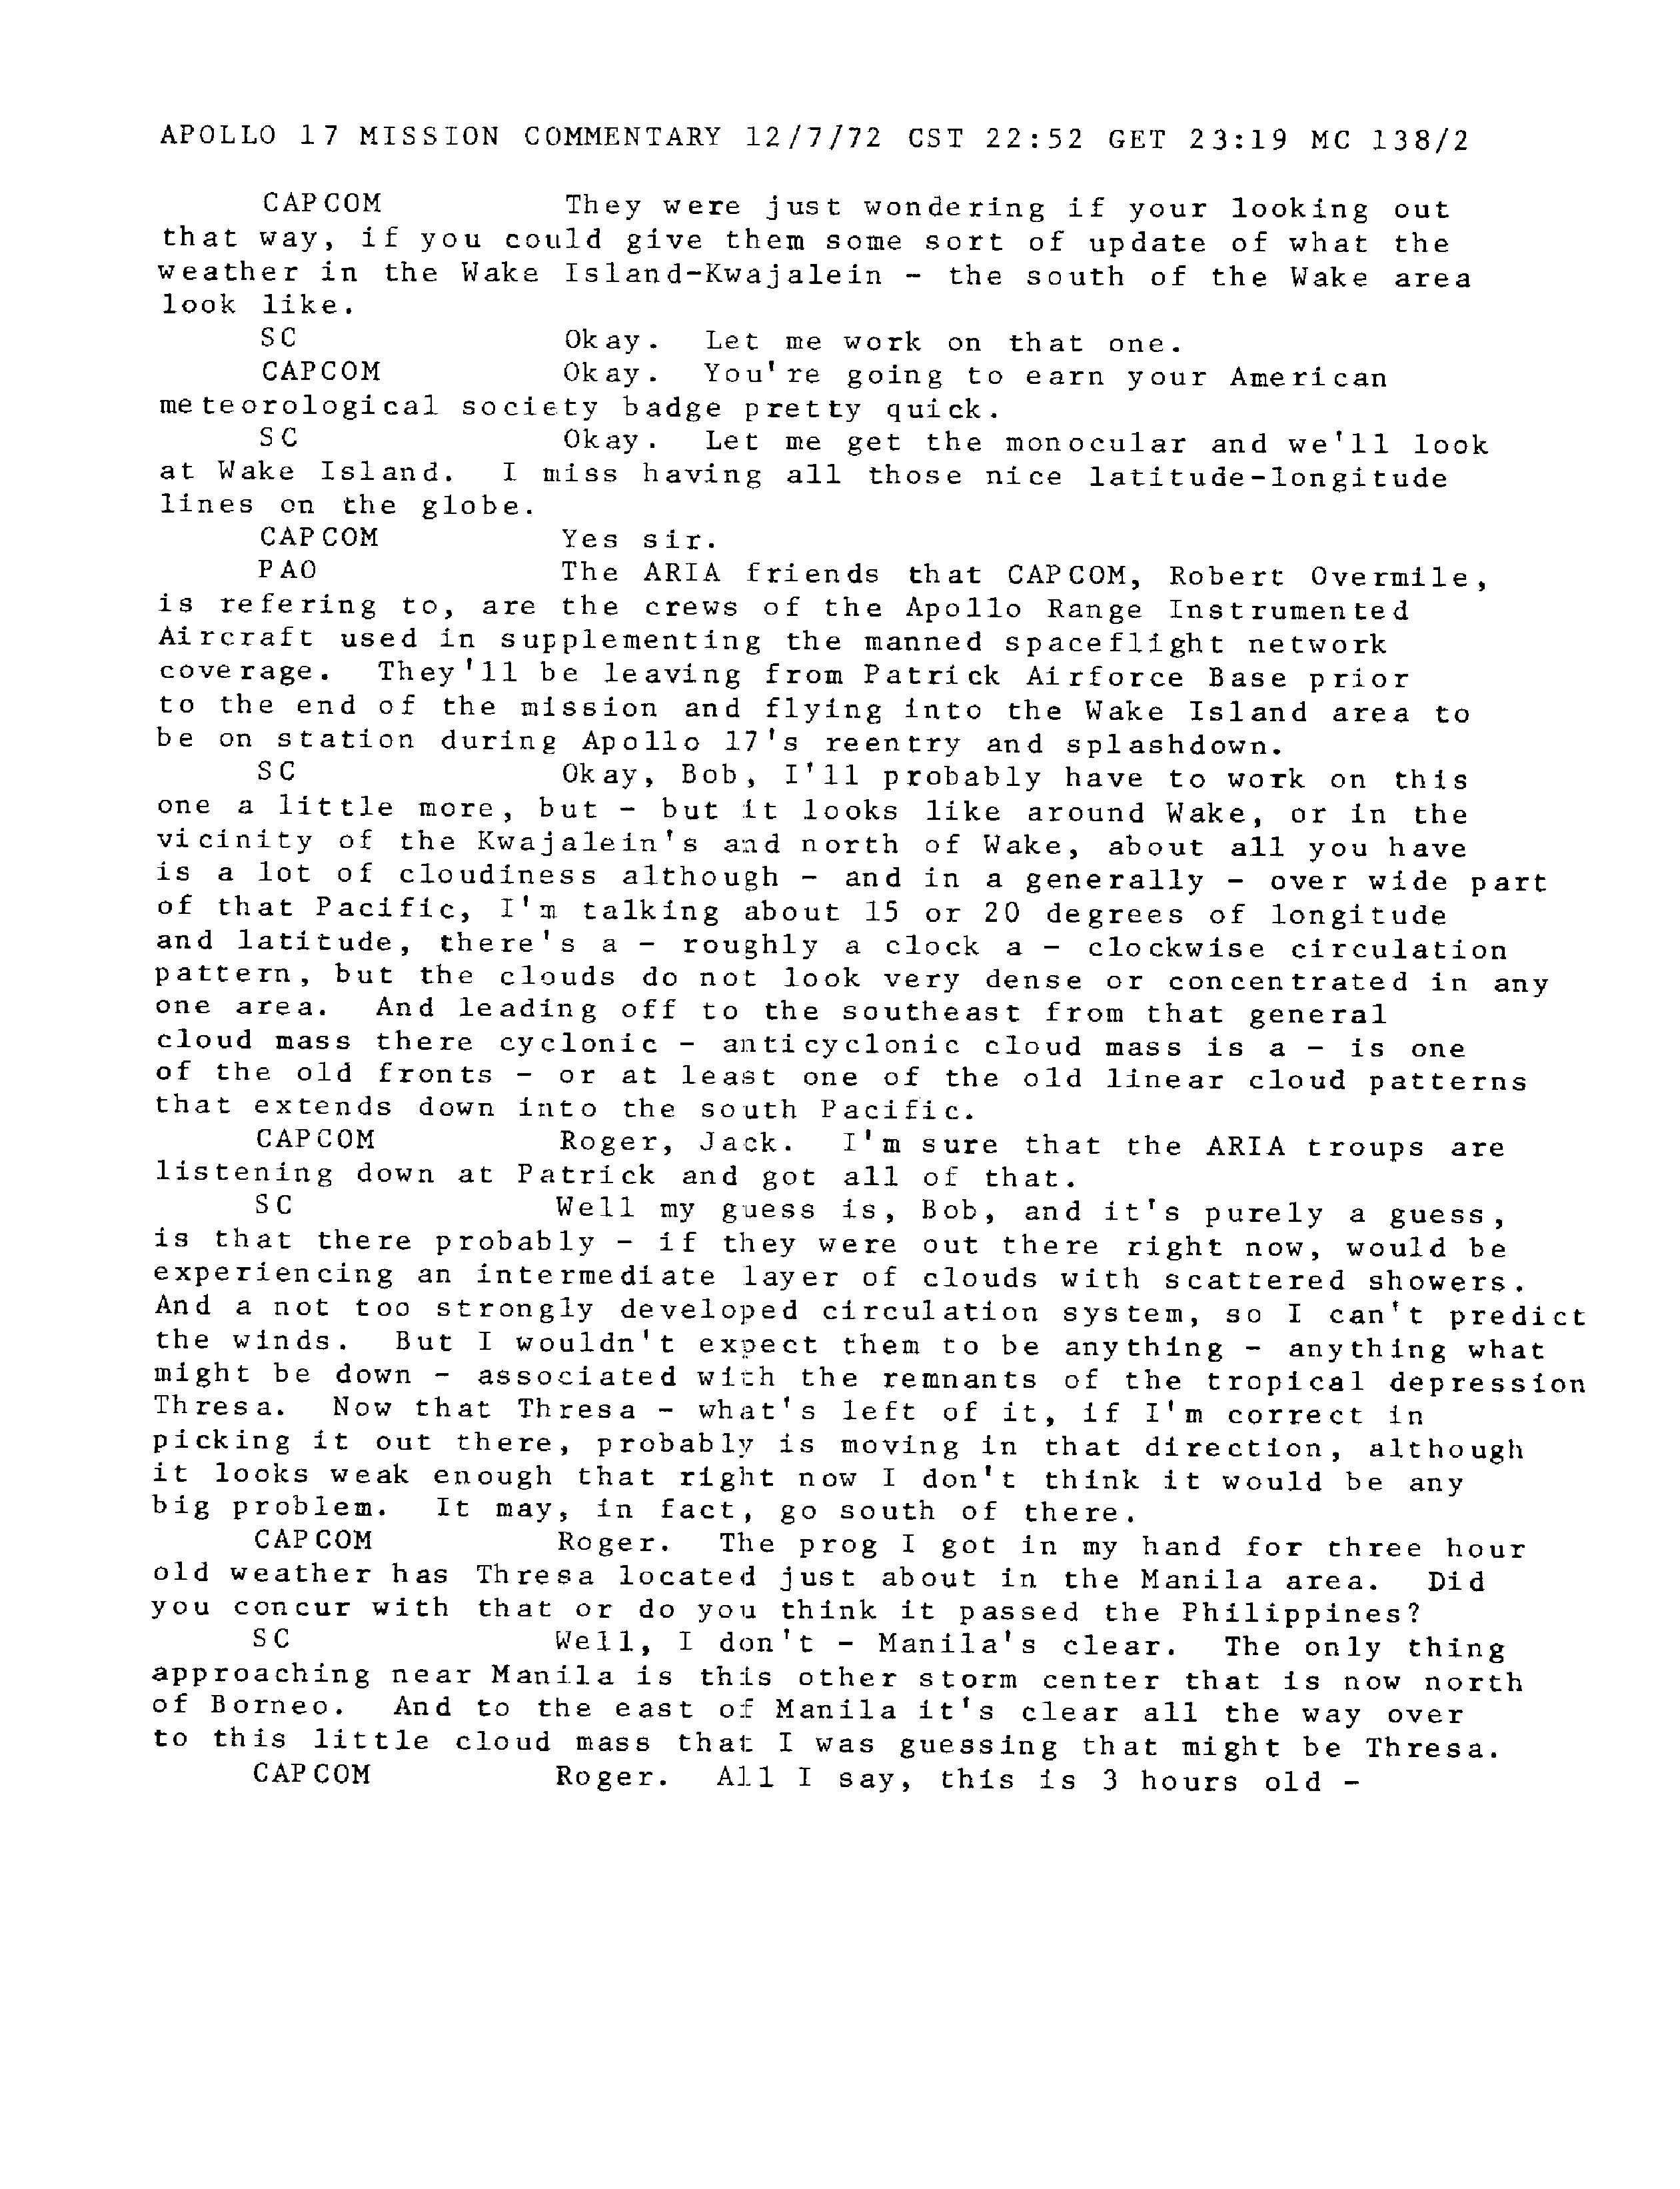 APOLLO 17 MISSION COMMENTARY 12/7/72 CST 22:52 GET 23:19 MC 138/2
CAPCOM They were just wondering if your looking out
that way, if you could give them some sort of update of what the
weather in the Wake Island-Kwajalein - the south of the Wake area
look like.
SC Okay. Let me work on that one.
CAPCOM Okay. You're going to earn your American
meteorological society badge pretty quick.
SC Okay. Let me get the monocular and we'll look
at Wake Island. I miss having all those nice latitude-longitude
lines on the globe.
CAPCOM Yes sir.
PAO The ARIA friends that CAPCOM, Robert Overmile,
is refering to, are the crews of the Apollo Range Instrumented
Aircraft used in supplementing the manned spaceflight network
coverage. They'll be leaving from Patrick Airforce Base prior
to the end of the mission and flying into the Wake Island area to
be on station during Apollo 17's reentry and splashdown.
SC Okay, Bob, I'll probably have to work on this
one a little more, but - but it looks like around Wake, or in the
vicinity of the Kwajalein's and north of Wake, about all you have
is a lot of cloudiness although - and in a generally - over wide part
of that Pacific, I'm talking about 15 or 20 degrees of longitude
and latitude, there's a - roughly a clock a - clockwise circulation
pattern, but the clouds do not look very dense or concentrated in any
one area. And leading off to the southeast from that general
cloud mass there cyclonic - anticyclonic cloud mass is a - is one
of the old fronts - or at least one of the old linear cloud patterns
that extends down into the south Pacific.
CAPCOM Roger, Jack. I'm sure that the ARIA troups are
listening down at Patrick and got all of that.
SC Well my guess is, Bob, and it's purely a guess,
is that there probably - if they were out there right now, would be
experiencing an intermediate layer of clouds with scattered showers.
And a not too strongly developed circulation system, so I can't predict
the winds. But I wouldn't expect them to be anything - anything what
might be down - associated with the remnants of the tropical depression
Thresa. Now that Thresa - what's left of it, if I'm correct in
picking it out there, probably is moving in that direction, although
it looks weak enough that right now I don't think it would be any
big problem. It may, in fact, go south of there.
CAPCOM Roger. The prog I got in my hand for three hour
old weather has Thresa located just about in the Manila area. Did
you concur with that or do you think it passed the Philippines?
SC Well, I don't - Manila's clear. The only thing
approaching near Manila is this other storm center that is now north
of Borneo. And to the east of Manila it's clear all the way over
to this little cloud mass that I was guessing that might be Thresa.
CAPCOM Roger. All I say, this is 3 hours old -